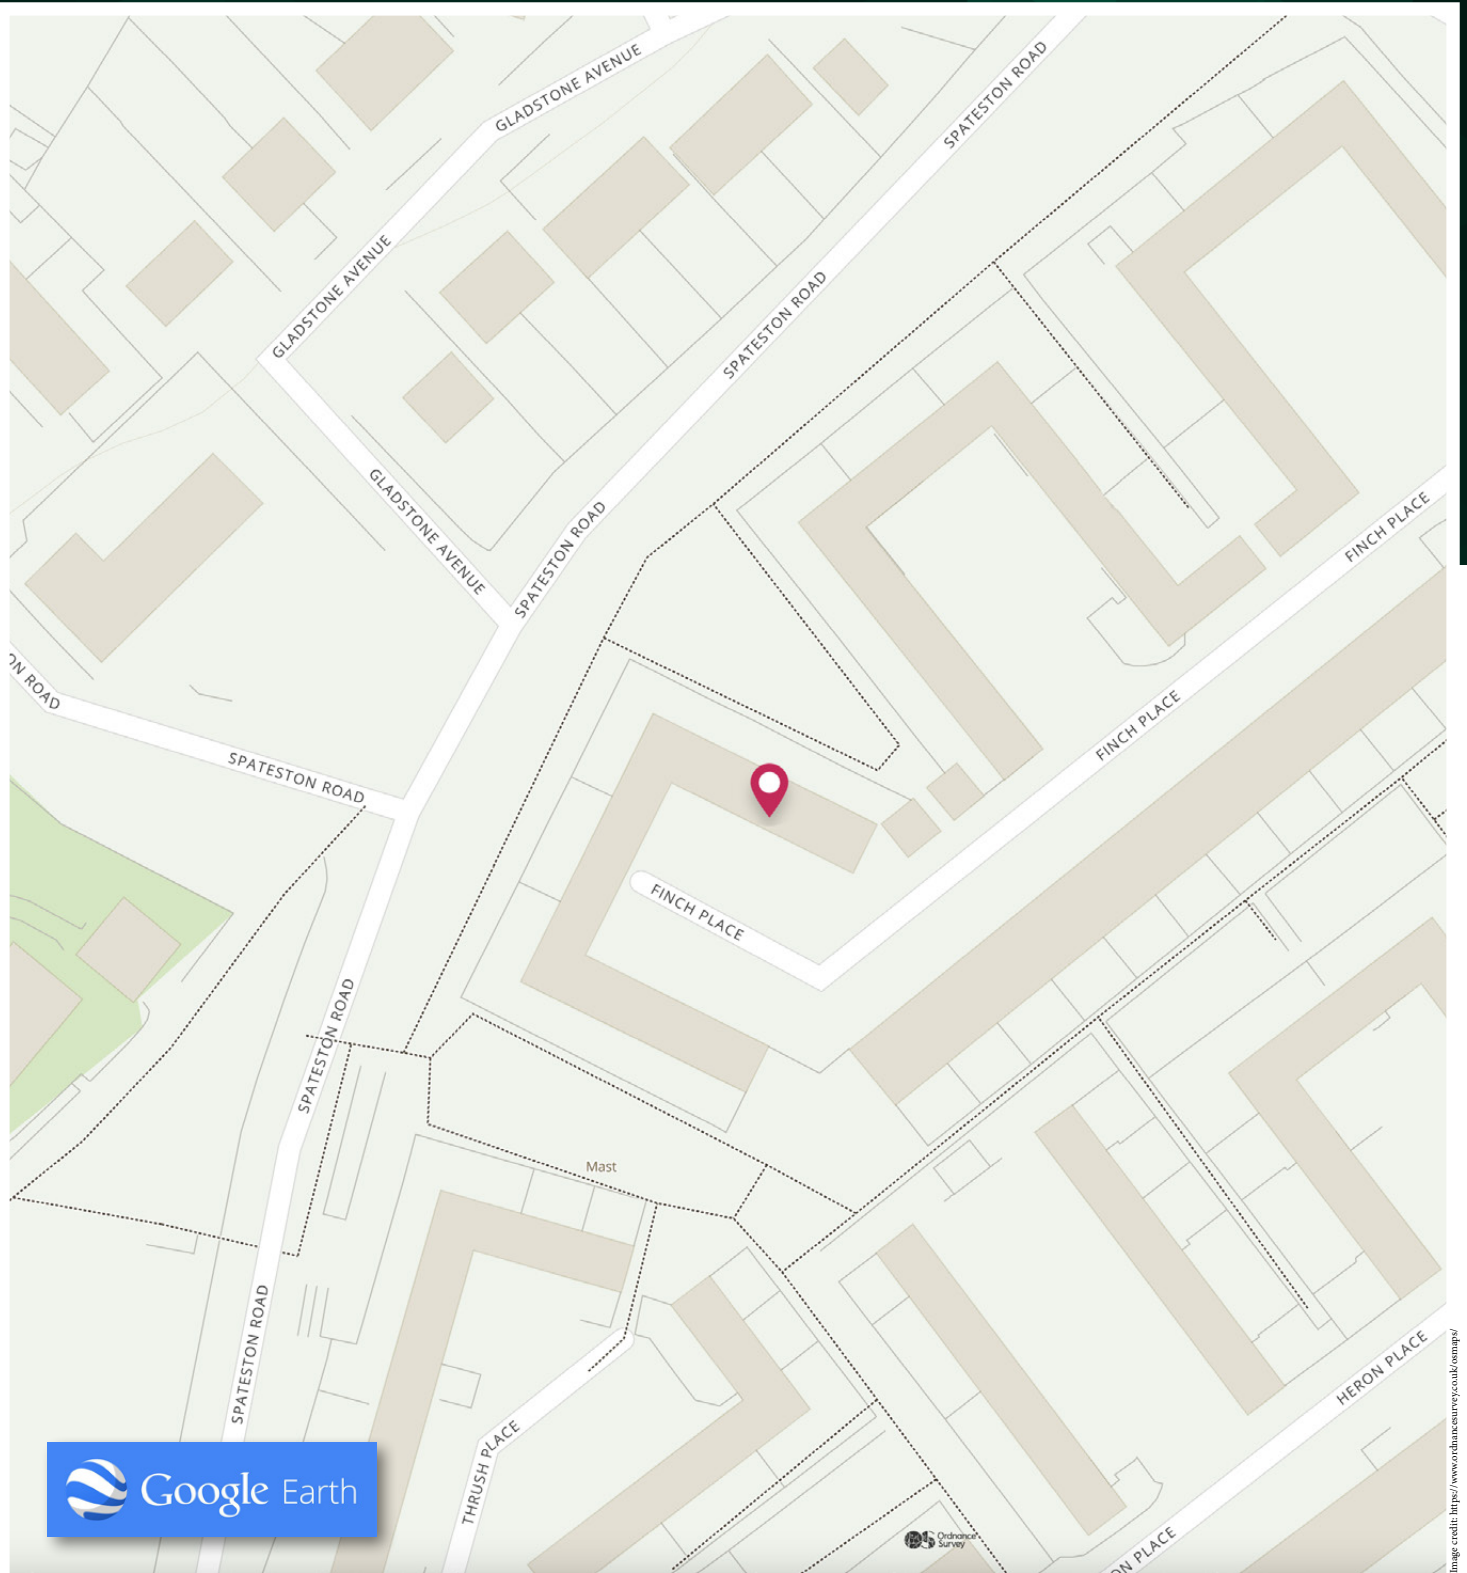 GLADSTONE AVENUE
SPATESTON ROAD
GLADSTONE AVENUE
SPATESTON ROAD
GLADSTONE AVENUE
SPATESTON ROAD
FINCH PLACE
ON ROAD
SPATESTON ROAD
FINCH PLACE
FINCH PLACE
SPATESTON ROAD
Mast
SPATESTON ROAD
HERON PLACE
THRUSH PLACE
ON PLACE
Google Earth
OS Ordnance
Survey
Image credit: https://www.ordnancesurvey.co.uk/osmaps/